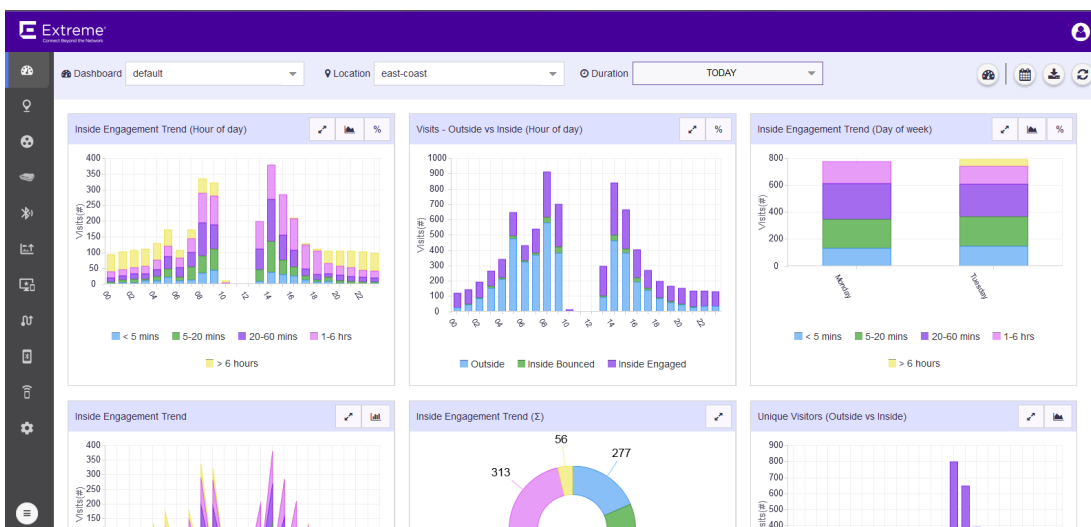 Extreme
Connect Beyond the Network
Dashboard default Location east-coast Duration TODAY
Inside Engagement Trend (Hour of day) %
400
350
300
250
200
150
100
50
0
Visits(#)
00 02 04 06 08 10 12 14 16 18 20 22
< 5 mins 5-20 mins 20-60 mins 1-6 hrs
> 6 hours
Visits - Outside vs Inside (Hour of day) %
1000
900
800
700
600
500
400
300
200
100
0
Visits(#)
00 02 04 06 08 10 12 14 16 18 20 22
Outside Inside Bounced Inside Engaged
Inside Engagement Trend (Day of week) %
800
600
400
200
0
Visits(#)
Monday Tuesday
< 5 mins 5-20 mins 20-60 mins 1-6 hrs
> 6 hours
Inside Engagement Trend
400
350
300
250
200
150
Visits(#)
Inside Engagement Trend (Σ)
56
277
313
Unique Visitors (Outside vs Inside)
900
800
700
600
500
400